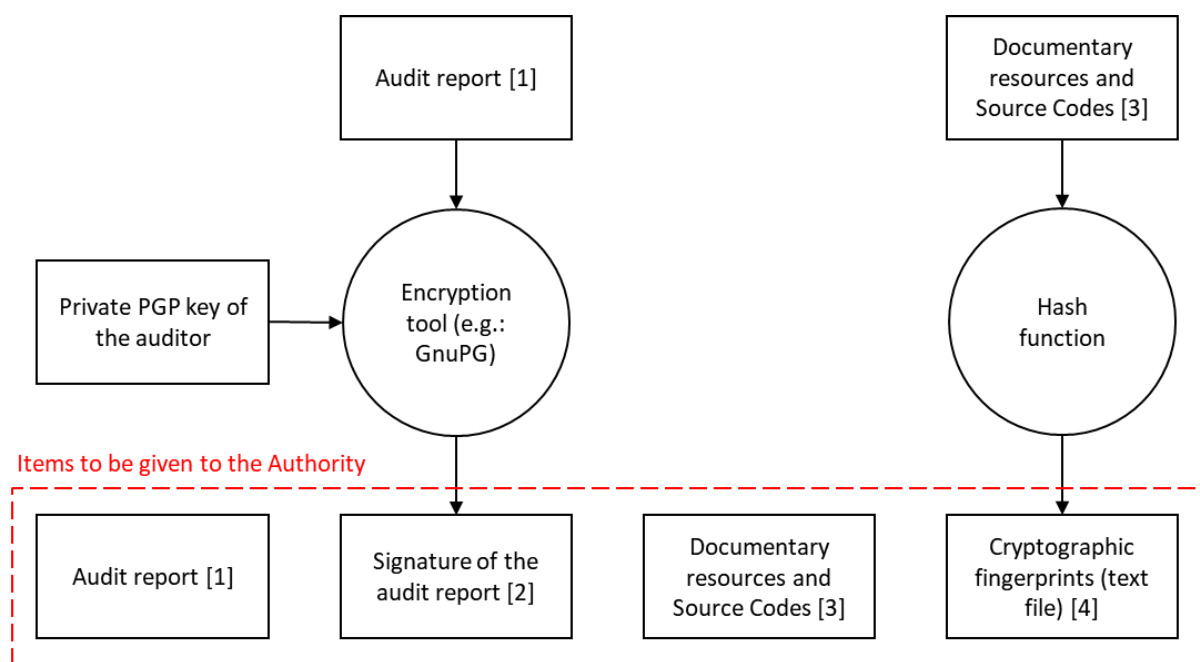 Audit report [1]
Documentary
resources and
Source Codes [3]
Private PGP key of
the auditor
Encryption
tool (e.g.:
GnuPG)
Hash
function
Items to be given to the Authority
Audit report [1]
Signature of the
audit report [2]
Documentary
resources and
Source Codes [3]
Cryptographic
fingerprints (text
file) [4]